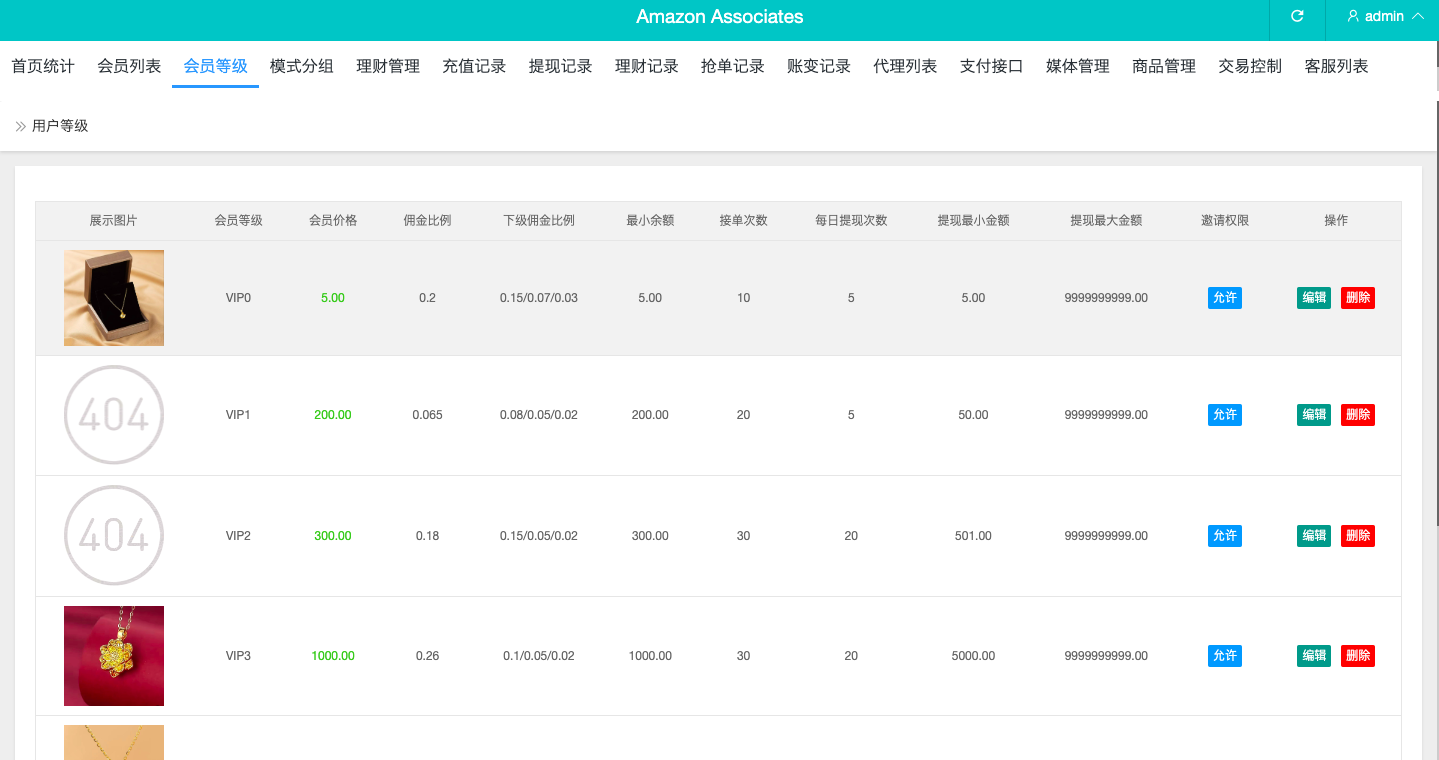 Amazon Associates
admin
首页统计 会员列表 会员等级 模式分组 理财管理 充值记录 提现记录 理财记录 抢单记录 账变记录 代理列表 支付接口 媒体管理 商品管理 交易控制 客服列表
用户等级
展示图片 会员等级 会员价格 佣金比例 下级佣金比例 最小余额 接单次数 每日提现次数 提现最小金额 提现最大金额 邀请权限 操作
VIP0 5.00 0.2 0.15/0.07/0.03 5.00 10 5 5.00 9999999999.00 允许 编辑 删除
404 VIP1 200.00 0.065 0.08/0.05/0.02 200.00 20 5 50.00 9999999999.00 允许 编辑 删除
404 VIP2 300.00 0.18 0.15/0.05/0.02 300.00 30 20 501.00 9999999999.00 允许 编辑 删除
VIP3 1000.00 0.26 0.1/0.05/0.02 1000.00 30 20 5000.00 9999999999.00 允许 编辑 删除